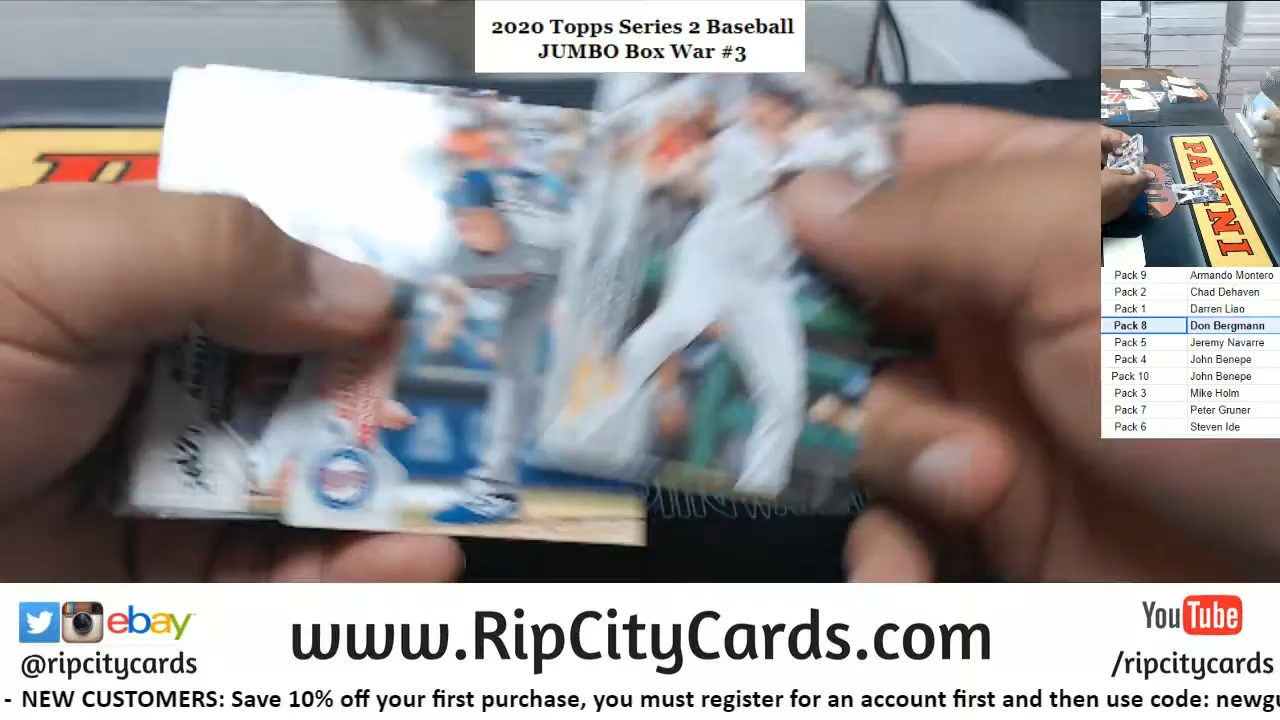 2020 Topps Series 2 Baseball
JUMBO Box War #3
PANINI
Pack 9 Armando Montero
Pack 2 Chad Dehaven
Pack 1 Darren Liao
Pack 8 Don Bergmann
Pack 5 Jeremy Navarre
Pack 4 John Benepe
Pack 10 John Benepe
Pack 3 Mike Holm
Pack 7 Peter Gruner
Pack 6 Steven Ide
ebay
@ripcitycards
www.RipCityCards.com
YouTube
/ripcitycards
- NEW CUSTOMERS: Save 10% off your first purchase, you must register for an account first and then use code: newgu